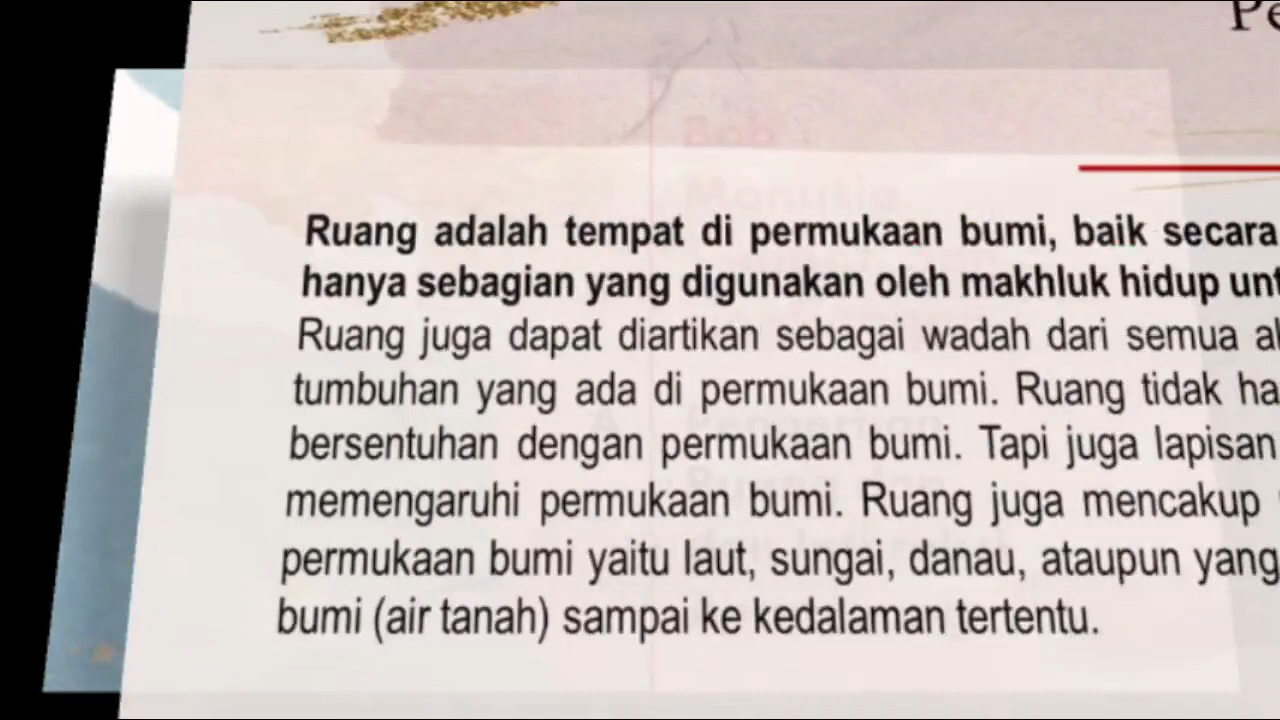 Ruang adalah tempat di permukaan bumi, baik secara
hanya sebagian yang digunakan oleh makhluk hidup
Ruang juga dapat diartikan sebagai wadah dari semua
tumbuhan yang ada di permukaan bumi. Ruang tidak
bersentuhan dengan permukaan bumi. Tapi juga lapisan
memengaruhi permukaan bumi. Ruang juga mencakup
permukaan bumi yaitu laut, sungai, danau, ataupun yang
bumi (air tanah) sampai ke kedalaman tertentu.
Bab